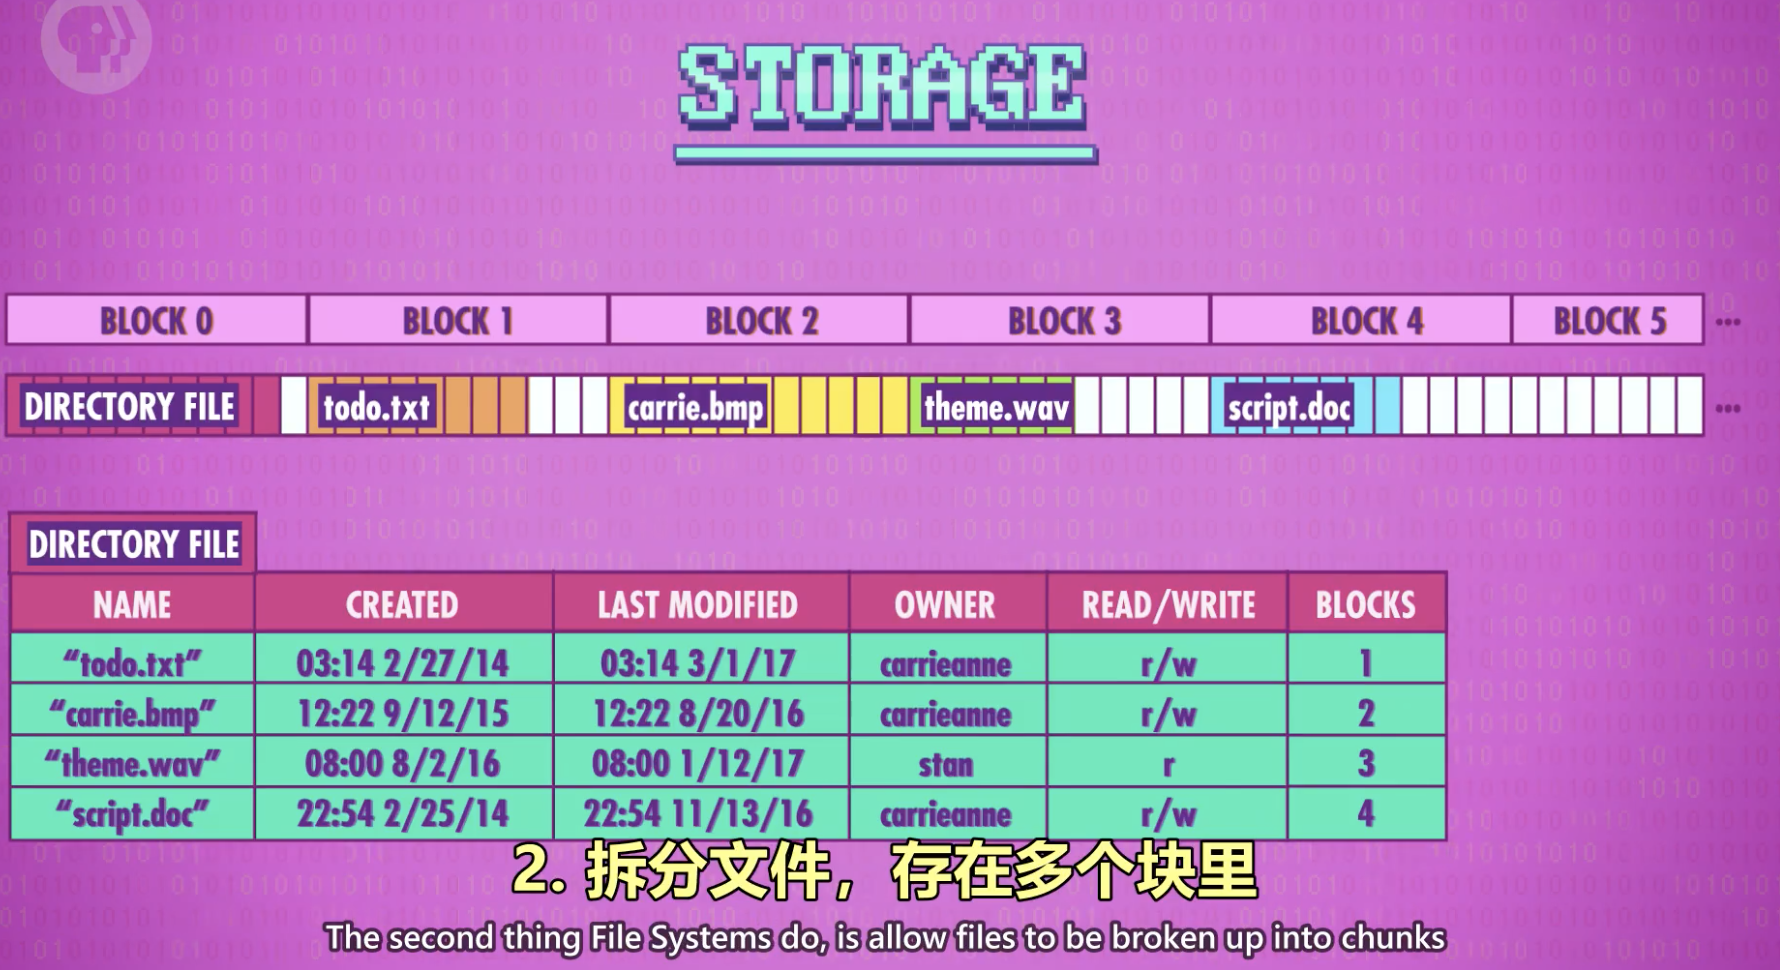 STORAGE
BLOCK 0 BLOCK 1 BLOCK 2 BLOCK 3 BLOCK 4 BLOCK 5 ...
DIRECTORY FILE todo.txt carrie.bmp theme.wav script.doc ...
DIRECTORY FILE
NAME CREATED LAST MODIFIED OWNER READ/WRITE BLOCKS
“todo.txt” 03:14 2/27/14 03:14 3/1/17 carrieanne r/w 1
“carrie.bmp” 12:22 9/12/15 12:22 8/20/16 carrieanne r/w 2
“theme.wav” 08:00 8/2/16 08:00 1/12/17 stan r 3
“script.doc” 22:54 2/25/14 22:54 11/13/16 carrieanne r/w 4
2. 拆分文件，存在多个块里
The second thing File Systems do, is allow files to be broken up into chunks